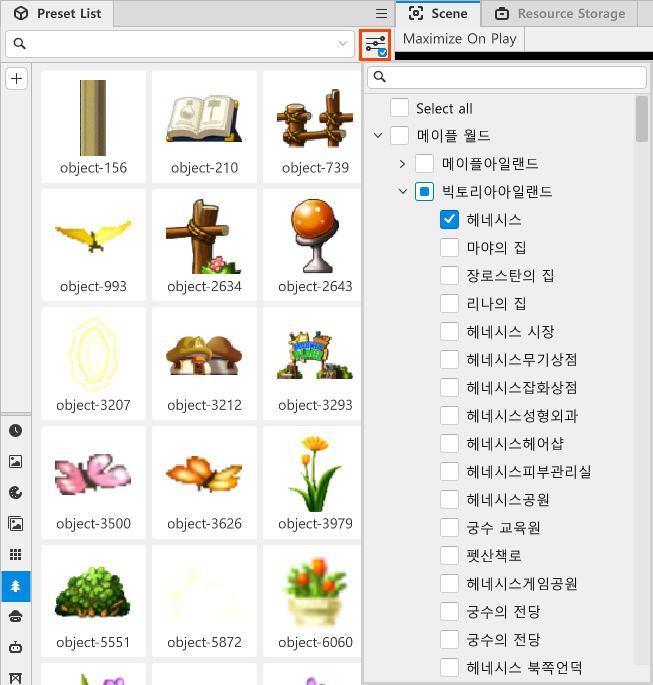 Preset List
Scene
Resource Storage
Maximize On Play
object-156
object-210
object-739
object-993
object-2634
object-2643
object-3207
object-3212
object-3293
object-3500
object-3626
object-3979
object-5551
object-5872
object-6060
Select all
메이플 월드
메이플아일랜드
빅토리아아일랜드
헤네시스
마야의 집
장로스탄의 집
리나의 집
헤네시스 시장
헤네시스무기상점
헤네시스잡화상점
헤네시스성형외과
헤네시스헤어샵
헤네시스피부관리실
헤네시스공원
궁수 교육원
펫산책로
헤네시스게임공원
궁수의 전당
궁수의 전당
헤네시스 북쪽언덕